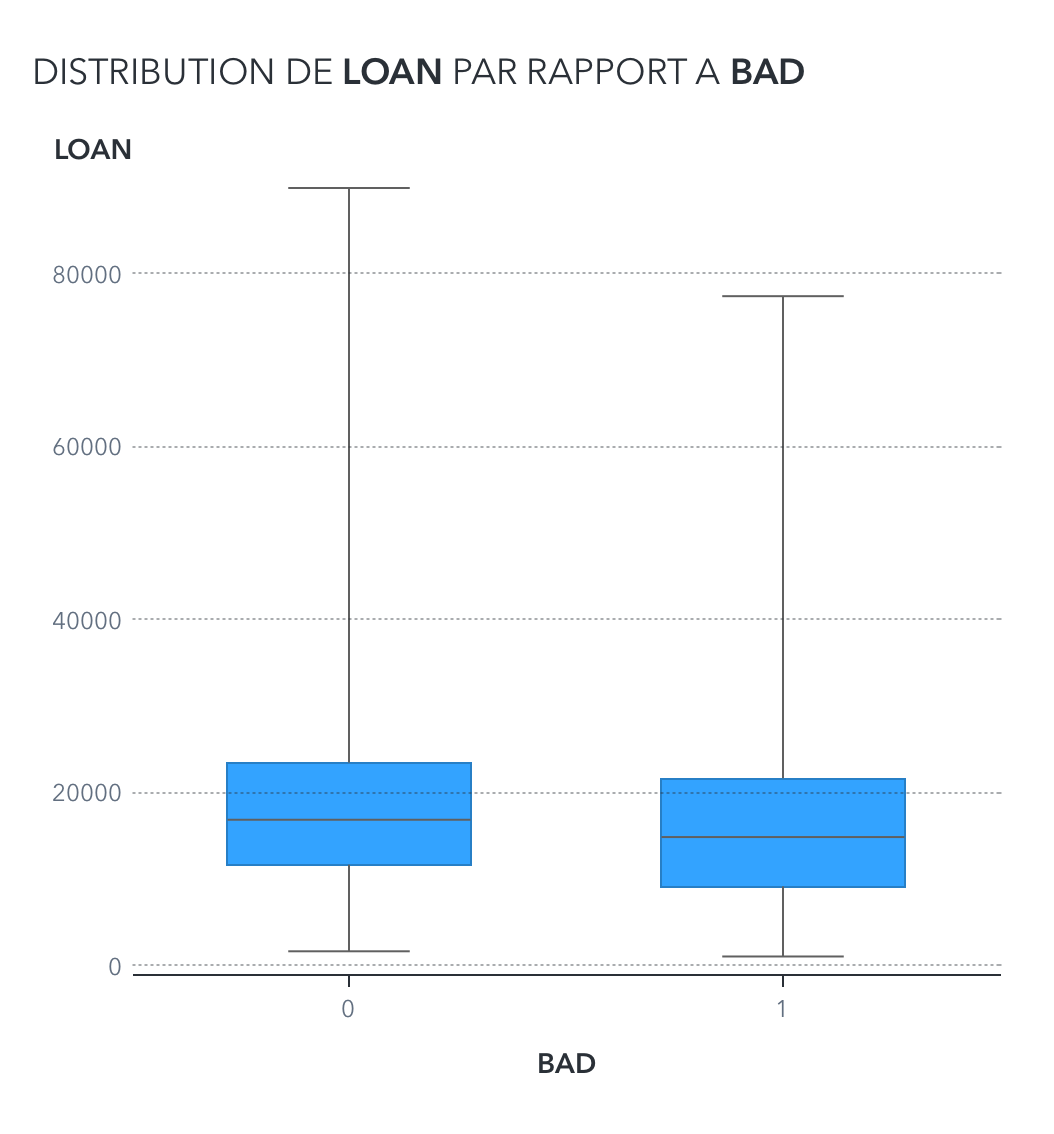 DISTRIBUTION DE LOAN PAR RAPPORT A BAD
LOAN
80000
60000
40000
20000
0
0 1
BAD